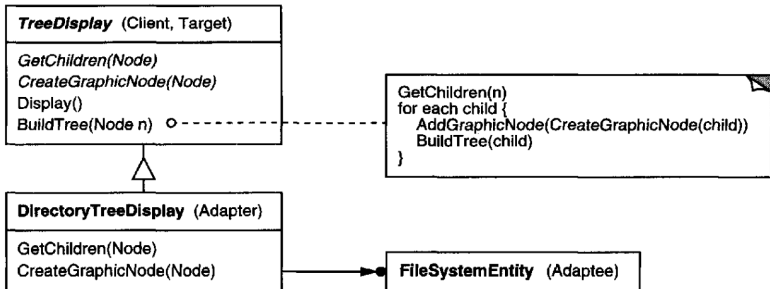 TreeDisplay (Client, Target)
GetChildren(Node)
CreateGraphicNode(Node)
Display()
BuildTree(Node n)
GetChildren(n)
for each child {
AddGraphicNode(CreateGraphicNode(child))
BuildTree(child)
}
DirectoryTreeDisplay (Adapter)
GetChildren(Node)
CreateGraphicNode(Node)
FileSystemEntity (Adaptee)